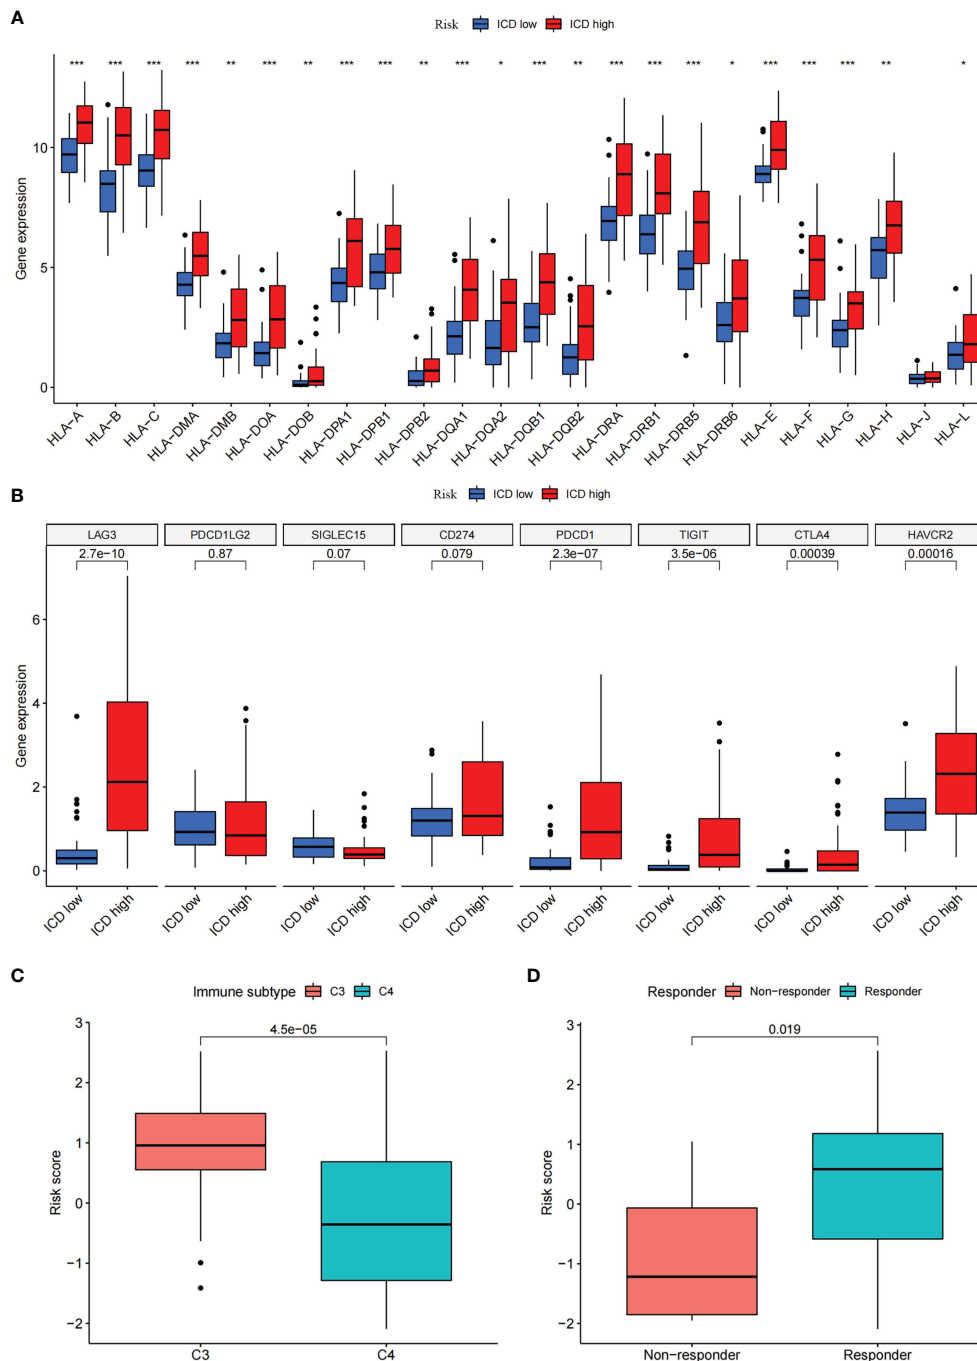 A
Risk ICD low ICD high
*** *** *** *** ** *** ** *** *** ** *** * *** ** *** *** *** * *** *** *** ** *
Gene expression
10
5
0
HLA−A HLA−B HLA−C HLA−DMA HLA−DMB HLA−DOA HLA−DOB HLA−DPA1 HLA−DPB1 HLA−DPB2 HLA−DQA1 HLA−DQA2 HLA−DQB1 HLA−DQB2 HLA−DRA HLA−DRB1 HLA−DRB5 HLA−DRB6 HLA−E HLA−F HLA−G HLA−H HLA−J HLA−L
B
Risk ICD low ICD high
LAG3 PDCD1LG2 SIGLEC15 CD274 PDCD1 TIGIT CTLA4 HAVCR2
2.7e−10 0.87 0.07 0.079 2.3e−07 3.5e−06 0.00039 0.00016
Gene expression
6
4
2
0
ICD low ICD high ICD low ICD high ICD low ICD high ICD low ICD high ICD low ICD high ICD low ICD high ICD low ICD high ICD low ICD high
C
Immune subtype C3 C4
4.5e−05
Risk score
3
2
1
0
−1
−2
C3 C4
D
Responder Non−responder Responder
0.019
Risk score
3
2
1
0
−1
−2
Non−responder Responder